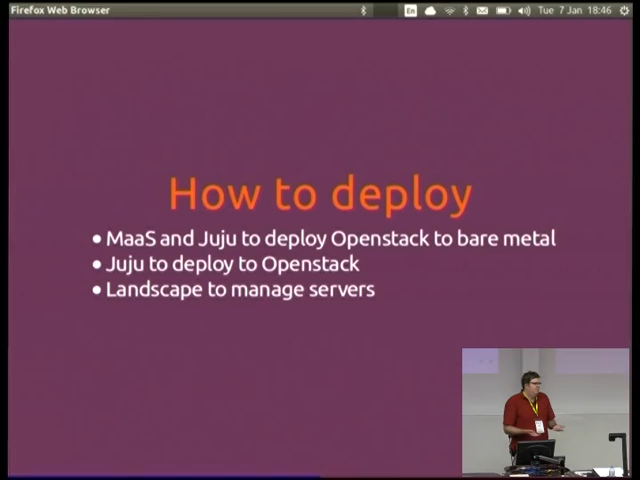 Firefox Web Browser
En
Tue 7 Jan 18:46
How to deploy
• MaaS and Juju to deploy Openstack to bare metal
• Juju to deploy to Openstack
• Landscape to manage servers